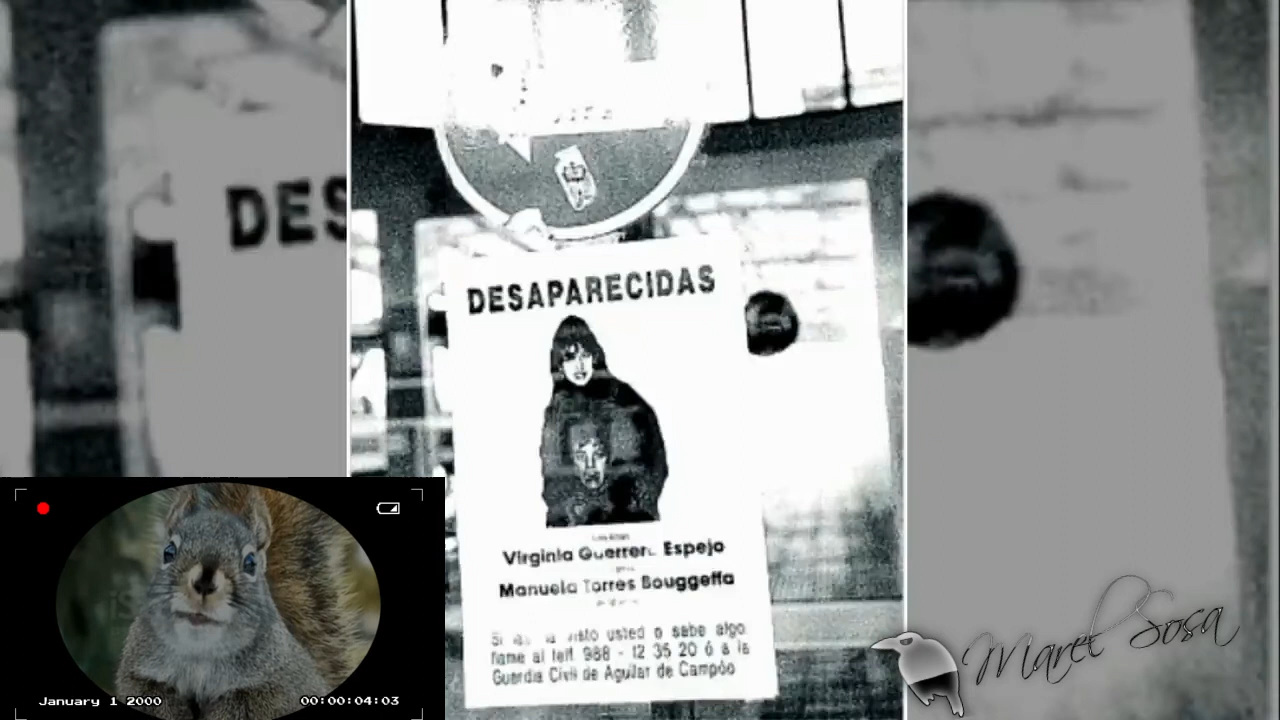 DES
DESAPARECIDAS
Virginia Guerrero Espejo
Manuela Torres Bouggeffa
visto usted o sabe algo
llame al telf. 988 - 12 35 20 ó a la
Guardia Civil de Aguilar de Campóo
January 1 2000
00:00:04:03
Marel Sosa